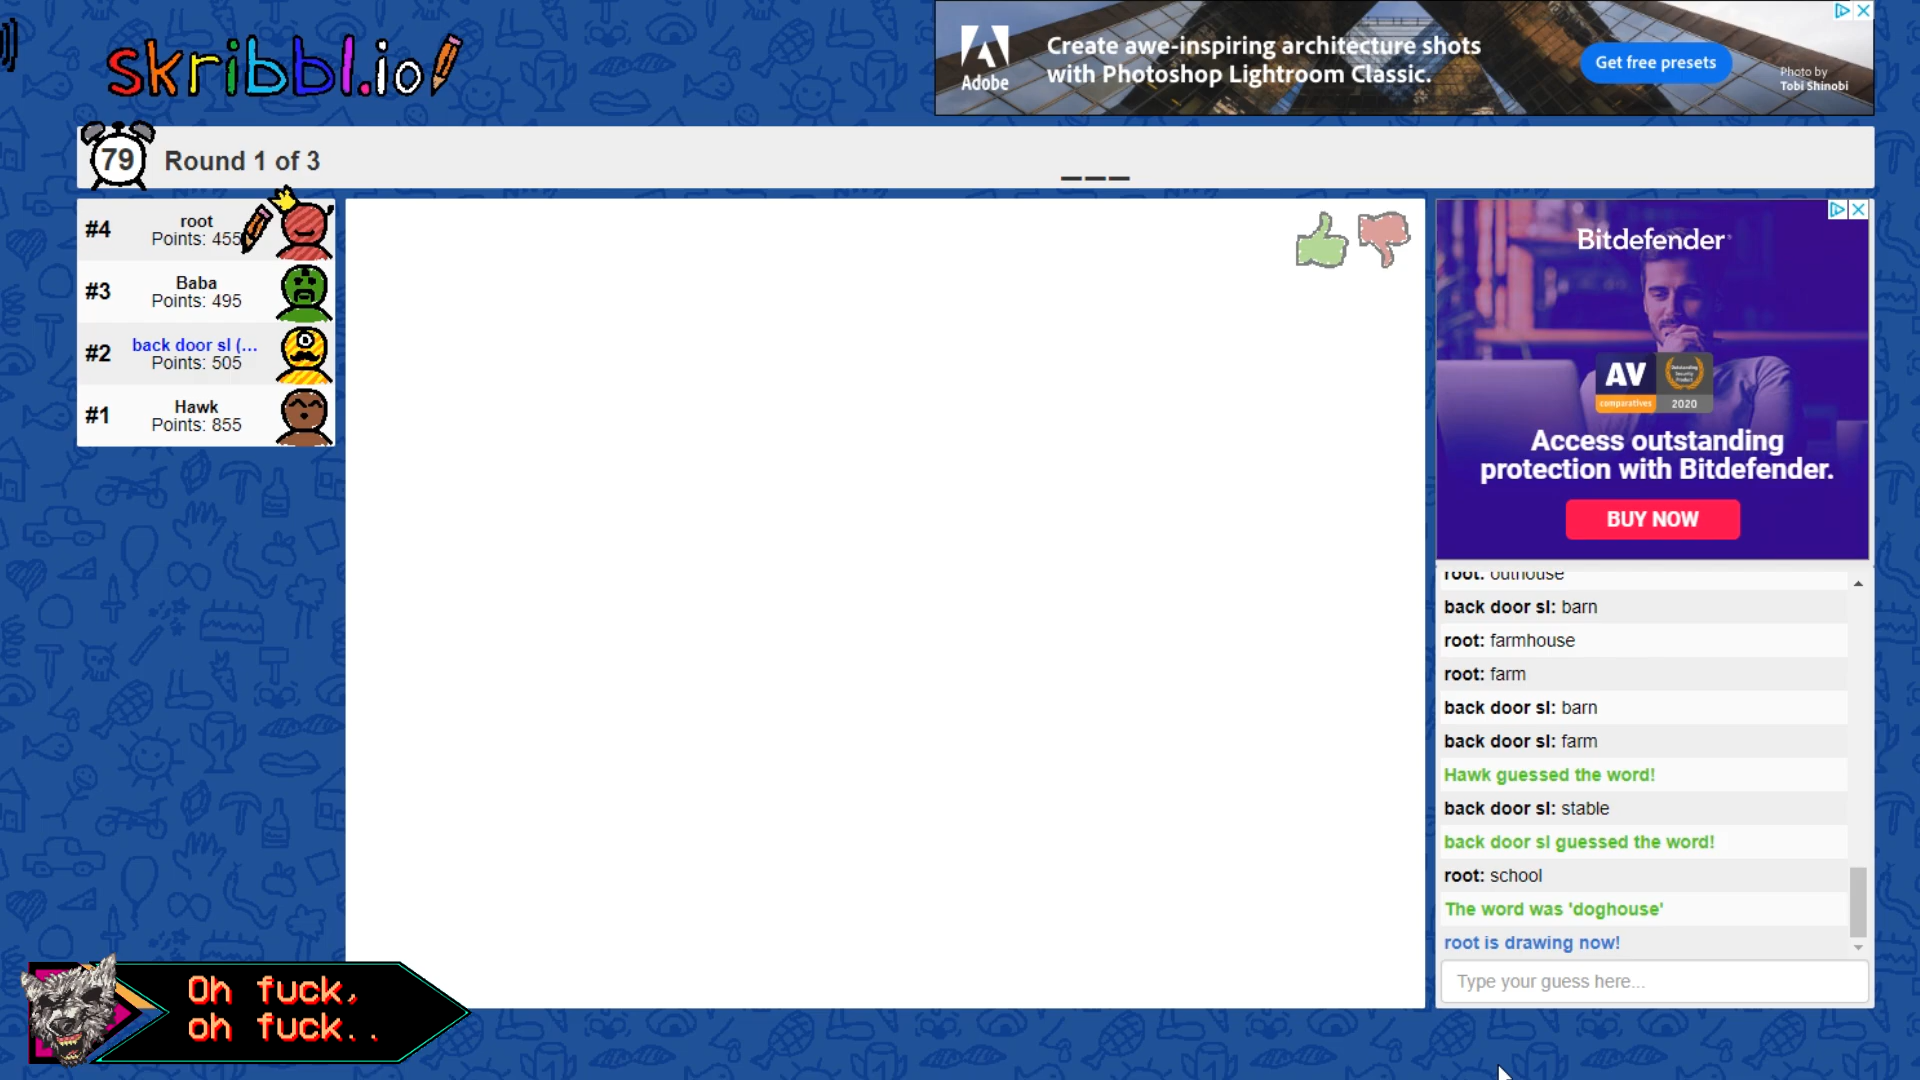 skribbl.io
Adobe
Create awe-inspiring architecture shots
with Photoshop Lightroom Classic.
Get free presets
Photo by
Tobi Shinobi
79
Round 1 of 3
___
#4
root
Points: 455
#3
Baba
Points: 495
#2
back door sl (...
Points: 505
#1
Hawk
Points: 855
Bitdefender
AV
comparatives
2020
Access outstanding
protection with Bitdefender.
BUY NOW
root: outhouse
back door sl: barn
root: farmhouse
root: farm
back door sl: barn
back door sl: farm
Hawk guessed the word!
back door sl: stable
back door sl guessed the word!
root: school
The word was 'doghouse'
root is drawing now!
Type your guess here...
Oh fuck,
oh fuck..